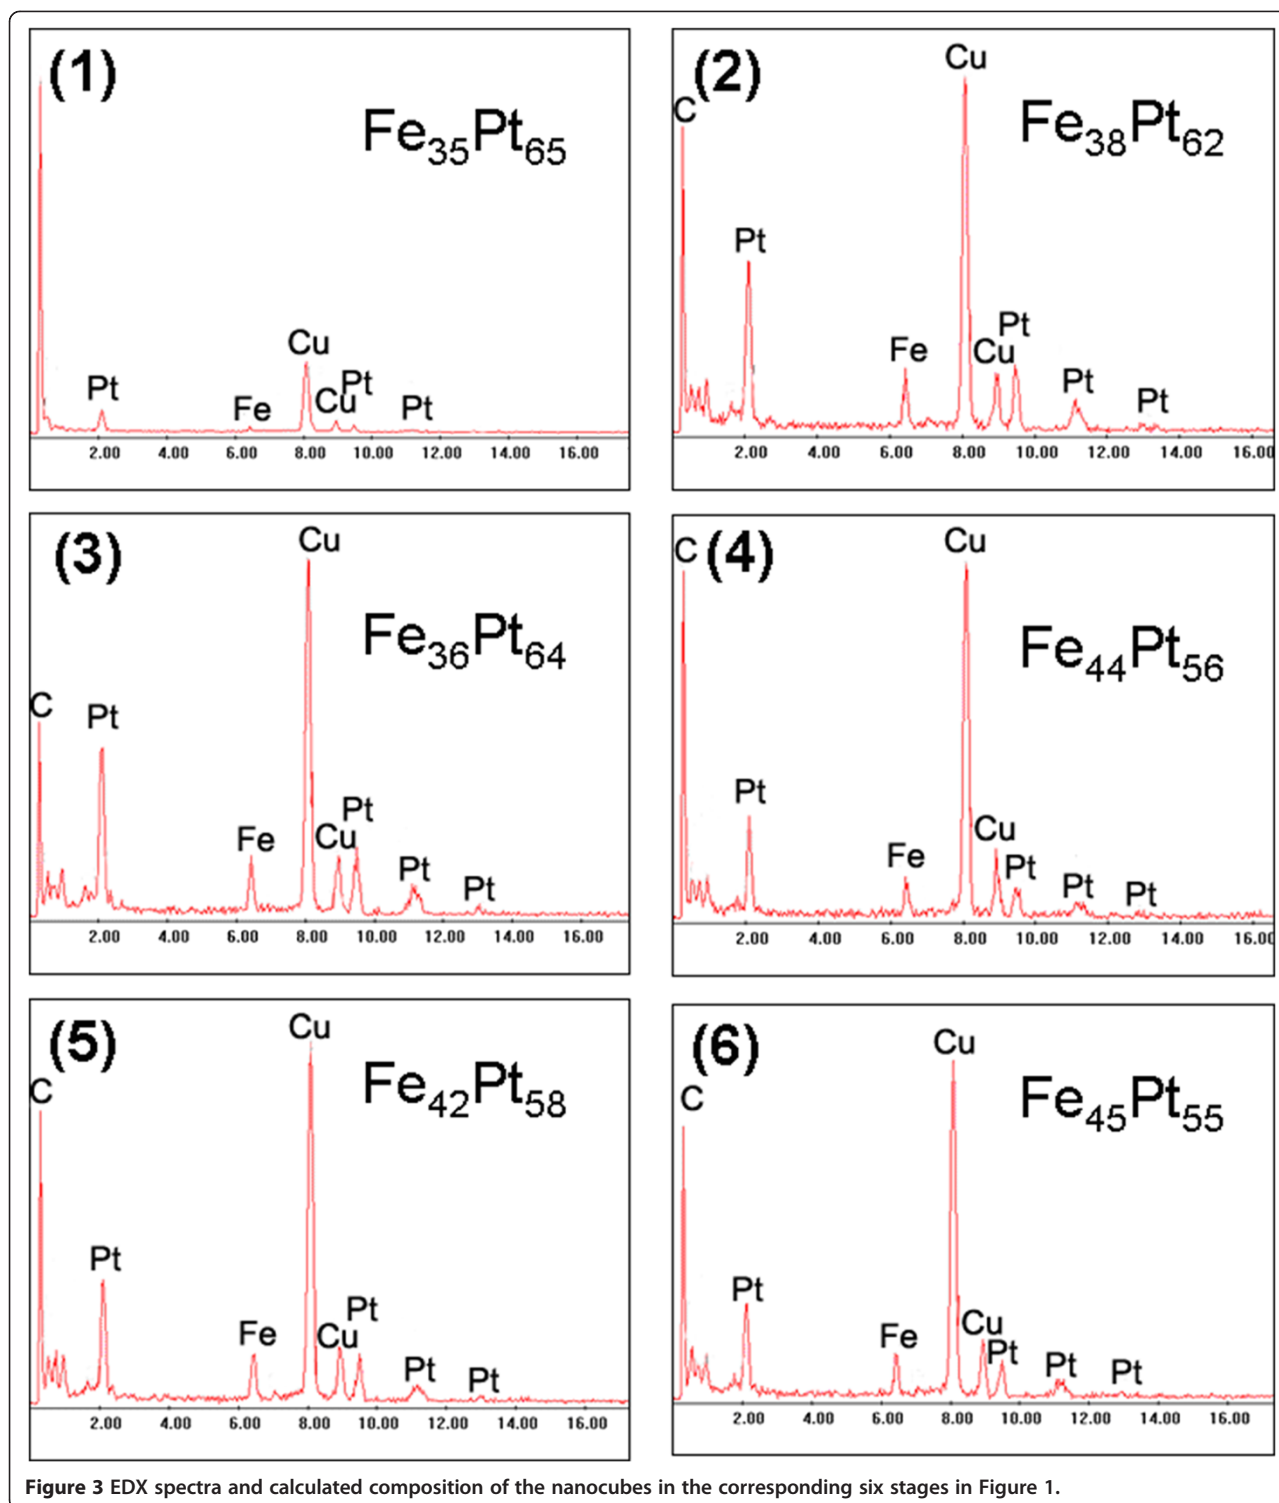 (1)
Fe35Pt65
Pt
Fe
Cu
Cu
Pt
Pt
2.00 4.00 6.00 8.00 10.00 12.00 14.00 16.00
(2)
Fe38Pt62
C
Pt
Fe
Cu
Cu
Pt
Pt
Pt
2.00 4.00 6.00 8.00 10.00 12.00 14.00 16.00
(3)
Fe36Pt64
C
Pt
Fe
Cu
Cu
Pt
Pt
Pt
2.00 4.00 6.00 8.00 10.00 12.00 14.00 16.00
(4)
Fe44Pt56
C
Pt
Fe
Cu
Cu
Pt
Pt
Pt
2.00 4.00 6.00 8.00 10.00 12.00 14.00 16.00
(5)
Fe42Pt58
C
Pt
Fe
Cu
Cu
Pt
Pt
Pt
2.00 4.00 6.00 8.00 10.00 12.00 14.00 16.00
(6)
Fe45Pt55
C
Pt
Fe
Cu
Cu
Pt
Pt
Pt
2.00 4.00 6.00 8.00 10.00 12.00 14.00 16.00
Figure 3 EDX spectra and calculated composition of the nanocubes in the corresponding six stages in Figure 1.